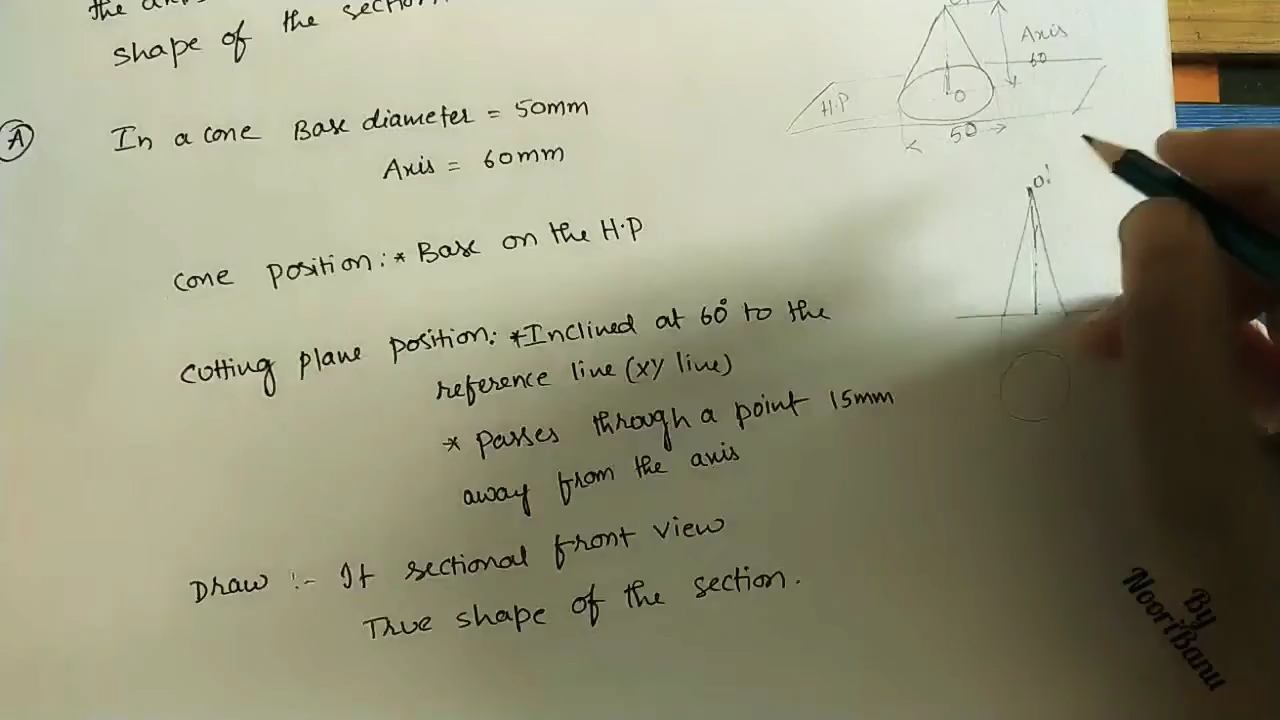 the
shape of the section
A
In a cone Base diameter = 50mm
Axis = 60mm
cone position: * Base on the H.P
cutting plane position: *Inclined at 60° to the
reference line (xy line)
* passes through a point 15mm
away from the axis
Draw :- It sectional front view
True shape of the section.
Axis
60
H.P
O
50
O'
By
NooriBanu